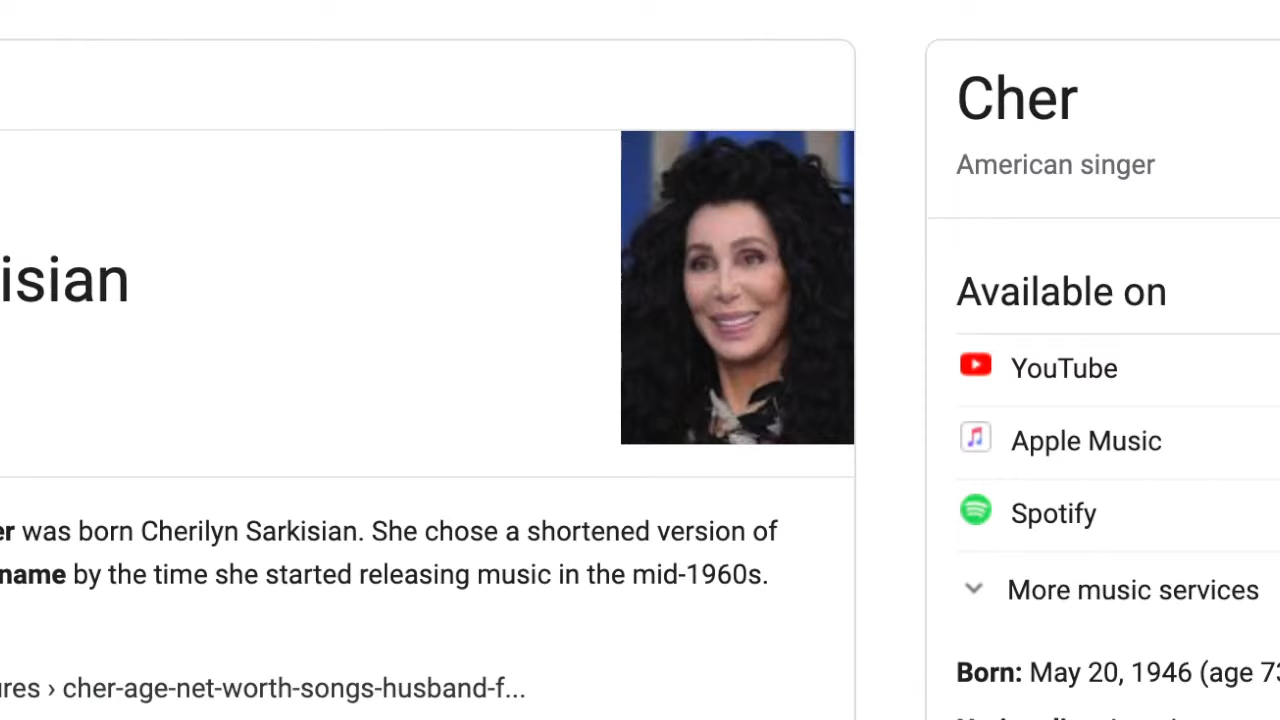 isian
er was born Cherilyn Sarkisian. She chose a shortened version of
name by the time she started releasing music in the mid-1960s.
ures › cher-age-net-worth-songs-husband-f...
Cher
American singer
Available on
YouTube
Apple Music
Spotify
More music services
Born: May 20, 1946 (age 73